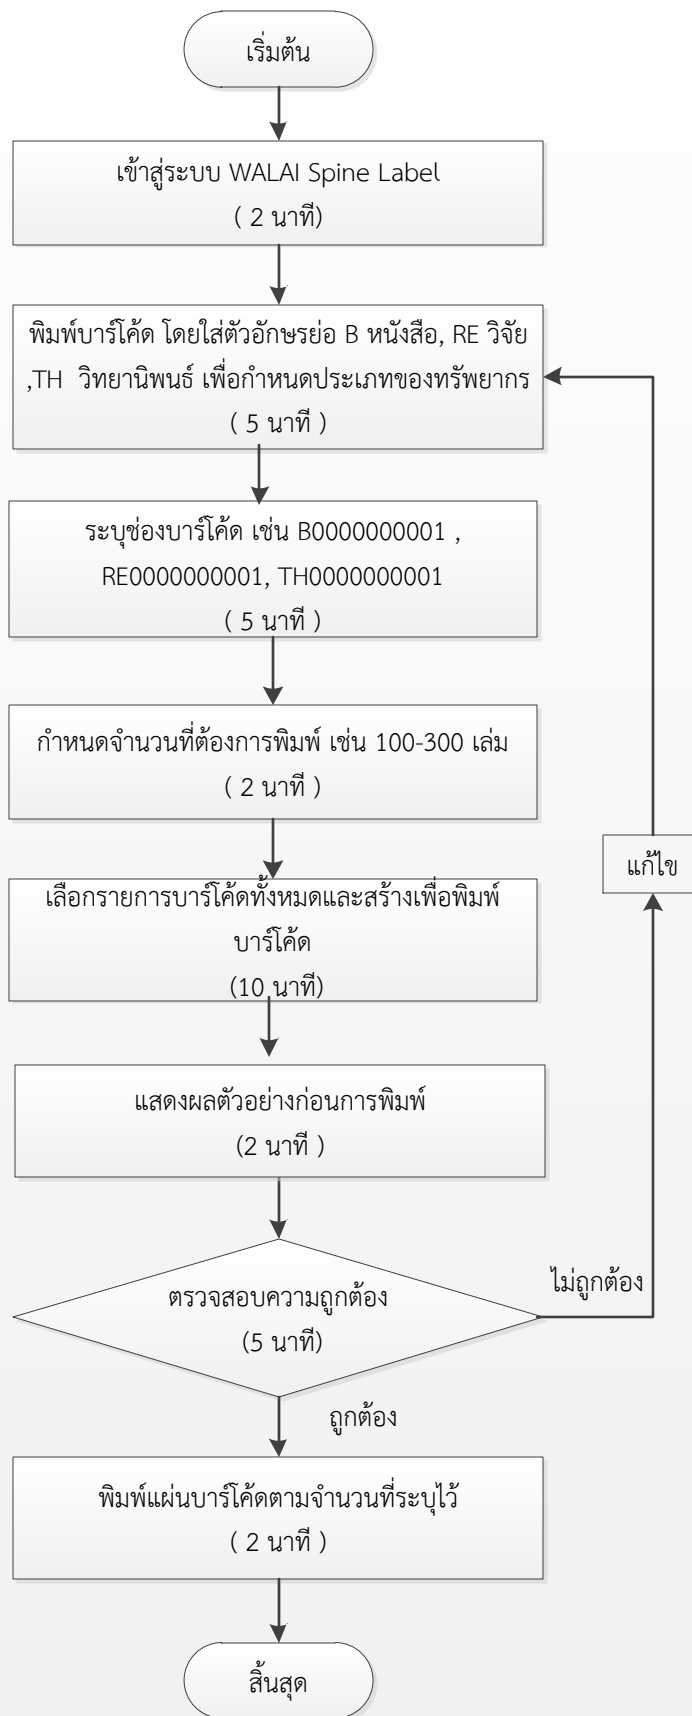 เริ่มต้น
เข้าสู่ระบบ WALAI Spine Label
( 2 นาที)
พิมพ์บาร์โค้ด โดยใส่ตัวอักษรย่อ B หนังสือ, RE วิจัย
,TH วิทยานิพนธ์ เพื่อกำหนดประเภทของทรัพยากร
( 5 นาที )
ระบุช่องบาร์โค้ด เช่น B0000000001 ,
RE0000000001, TH0000000001
( 5 นาที )
กำหนดจำนวนที่ต้องการพิมพ์ เช่น 100-300 เล่ม
( 2 นาที )
แก้ไข
เลือกรายการบาร์โค้ดทั้งหมดและสร้างเพื่อพิมพ์
บาร์โค้ด
(10 นาที)
แสดงผลตัวอย่างก่อนการพิมพ์
(2 นาที )
ตรวจสอบความถูกต้อง
(5 นาที)
ไม่ถูกต้อง
ถูกต้อง
พิมพ์แผ่นบาร์โค้ดตามจำนวนที่ระบุไว้
( 2 นาที )
สิ้นสุด